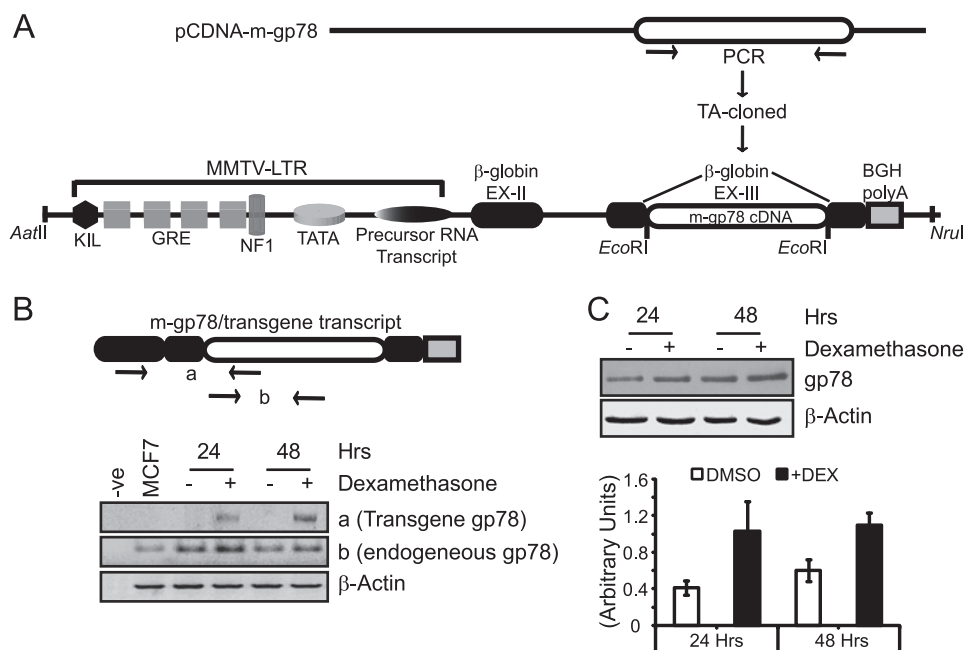 A
pCDNA-m-gp78
PCR
TA-cloned
MMTV-LTR
β-globin
EX-II
β-globin
EX-III
BGH
polyA
m-gp78 cDNA
AatII
KIL
GRE
NF1
TATA
Precursor RNA
Transcript
EcoRI
EcoRI
NruI
B
m-gp78/transgene transcript
a
b
-ve
MCF7
24
48
Hrs
- + - +
Dexamethasone
a (Transgene gp78)
b (endogeneous gp78)
β-Actin
C
24
48
Hrs
- + - +
Dexamethasone
gp78
β-Actin
DMSO
+DEX
(Arbitrary Units)
1.6
1.2
0.8
0.4
0
24 Hrs
48 Hrs